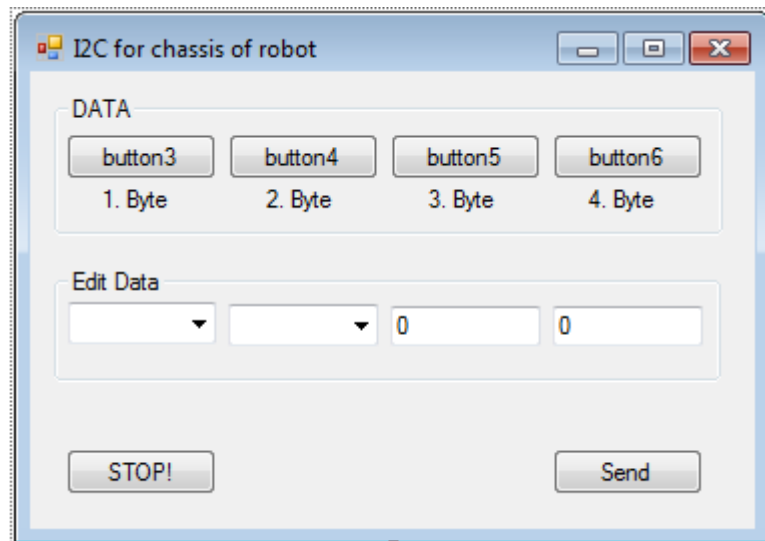 I2C for chassis of robot
DATA
button3 button4 button5 button6
1. Byte 2. Byte 3. Byte 4. Byte
Edit Data
0 0
STOP! Send